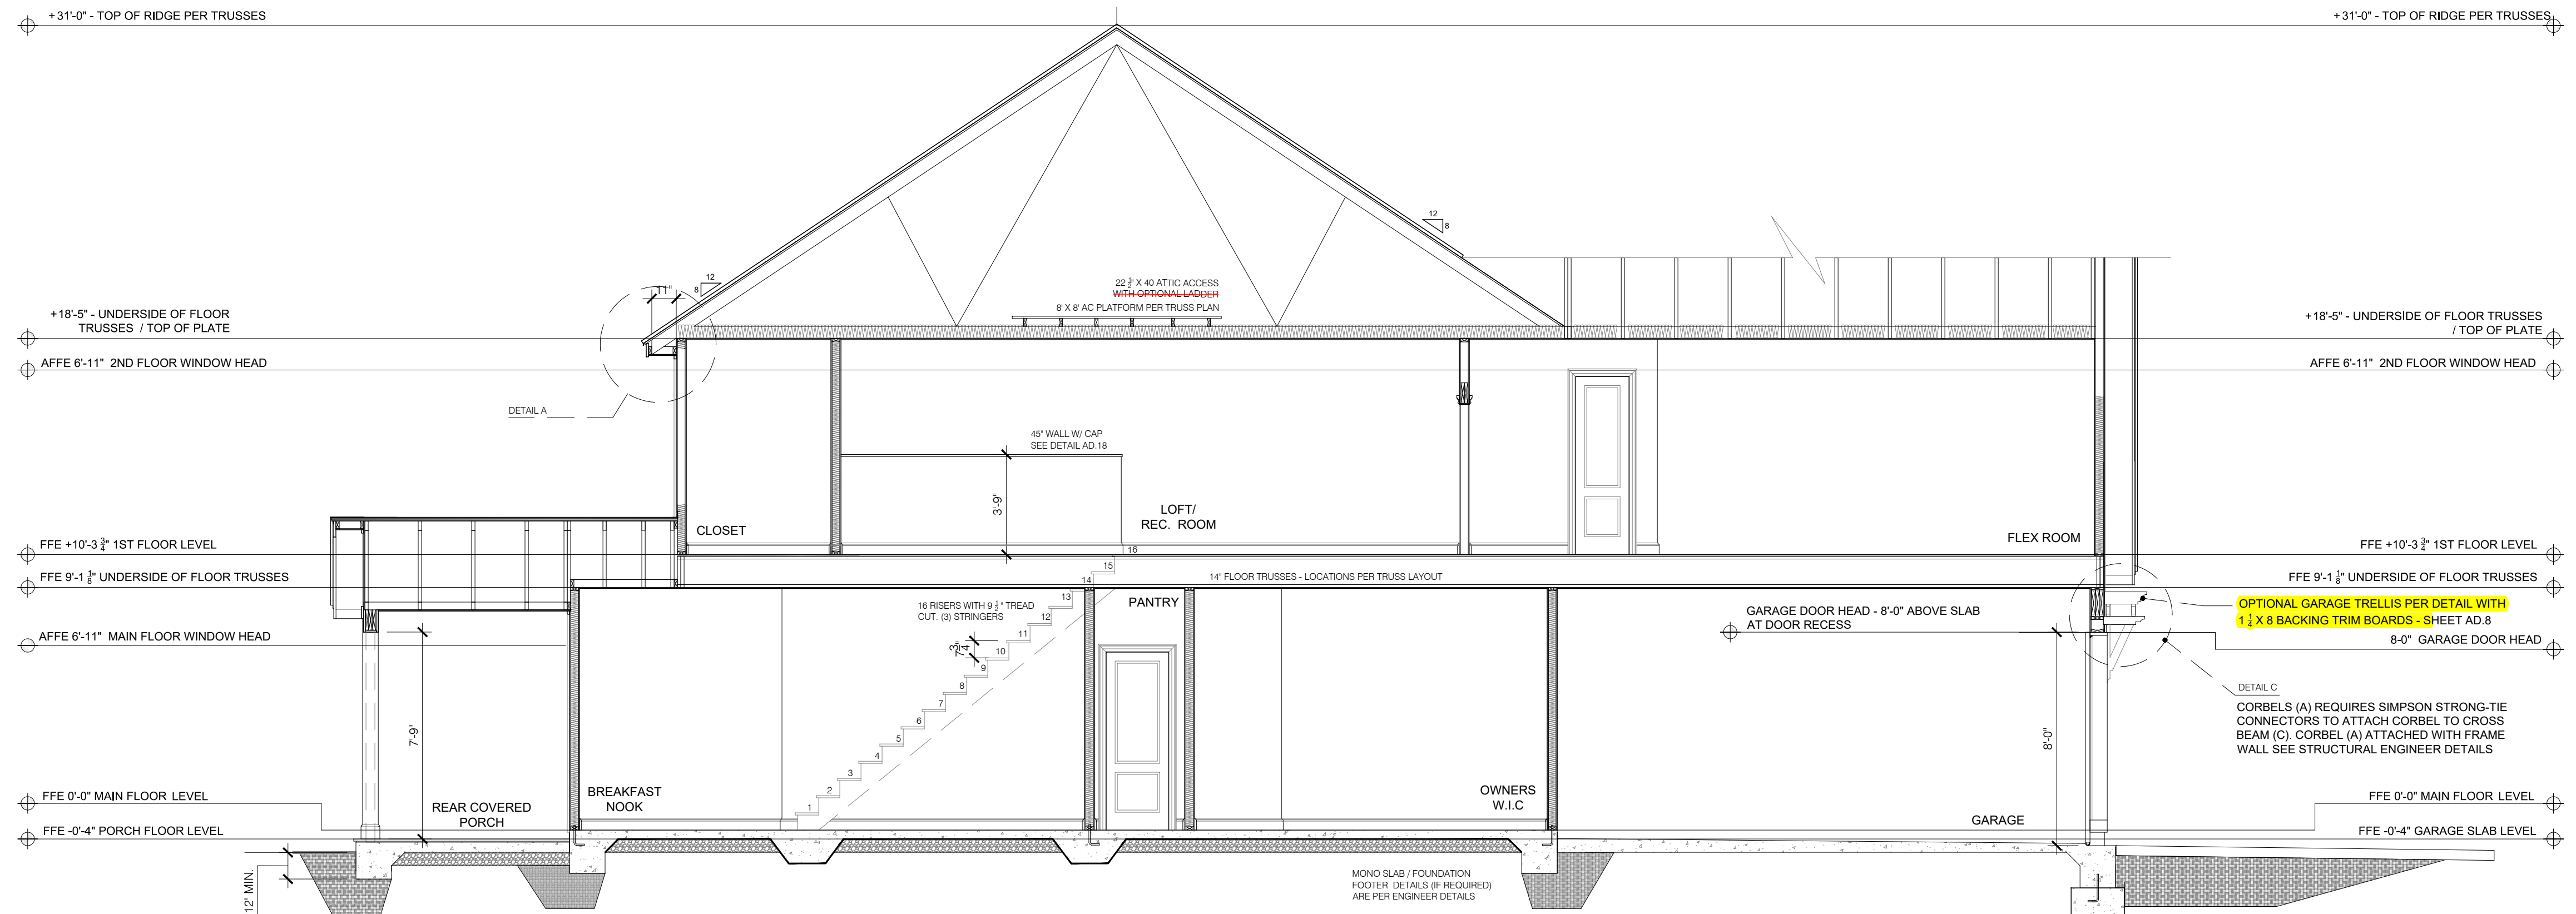 +31'-0" - TOP OF RIDGE PER TRUSSES
+31'-0" - TOP OF RIDGE PER TRUSSES
12
8
12
8
11"
22 1/2" X 40 ATTIC ACCESS
WITH OPTIONAL LADDER
8' X 8' AC PLATFORM PER TRUSS PLAN
+18'-5" - UNDERSIDE OF FLOOR
TRUSSES / TOP OF PLATE
+18'-5" - UNDERSIDE OF FLOOR TRUSSES
/ TOP OF PLATE
AFFE 6'-11" 2ND FLOOR WINDOW HEAD
AFFE 6'-11" 2ND FLOOR WINDOW HEAD
DETAIL A
45" WALL W/ CAP
SEE DETAIL AD.18
3'-9"
CLOSET
LOFT/
REC. ROOM
FLEX ROOM
FFE +10'-3 3/4" 1ST FLOOR LEVEL
FFE +10'-3 3/4" 1ST FLOOR LEVEL
16
15
14
13
12
11
10
9
8
7
6
5
4
3
2
1
FFE 9'-1 1/8" UNDERSIDE OF FLOOR TRUSSES
14" FLOOR TRUSSES - LOCATIONS PER TRUSS LAYOUT
FFE 9'-1 1/8" UNDERSIDE OF FLOOR TRUSSES
16 RISERS WITH 9 1/2" TREAD
CUT. (3) STRINGERS
7 3/4"
PANTRY
GARAGE DOOR HEAD - 8'-0" ABOVE SLAB
AT DOOR RECESS
OPTIONAL GARAGE TRELLIS PER DETAIL WITH
1 1/4 X 8 BACKING TRIM BOARDS - SHEET AD.8
AFFE 6'-11" MAIN FLOOR WINDOW HEAD
8-0" GARAGE DOOR HEAD
DETAIL C
CORBELS (A) REQUIRES SIMPSON STRONG-TIE
CONNECTORS TO ATTACH CORBEL TO CROSS
BEAM (C). CORBEL (A) ATTACHED WITH FRAME
WALL SEE STRUCTURAL ENGINEER DETAILS
7'-9"
8'-0"
BREAKFAST
NOOK
OWNERS
W.I.C
FFE 0'-0" MAIN FLOOR LEVEL
FFE 0'-0" MAIN FLOOR LEVEL
REAR COVERED
PORCH
GARAGE
FFE -0'-4" PORCH FLOOR LEVEL
FFE -0'-4" GARAGE SLAB LEVEL
12" MIN.
MONO SLAB / FOUNDATION
FOOTER DETAILS (IF REQUIRED)
ARE PER ENGINEER DETAILS